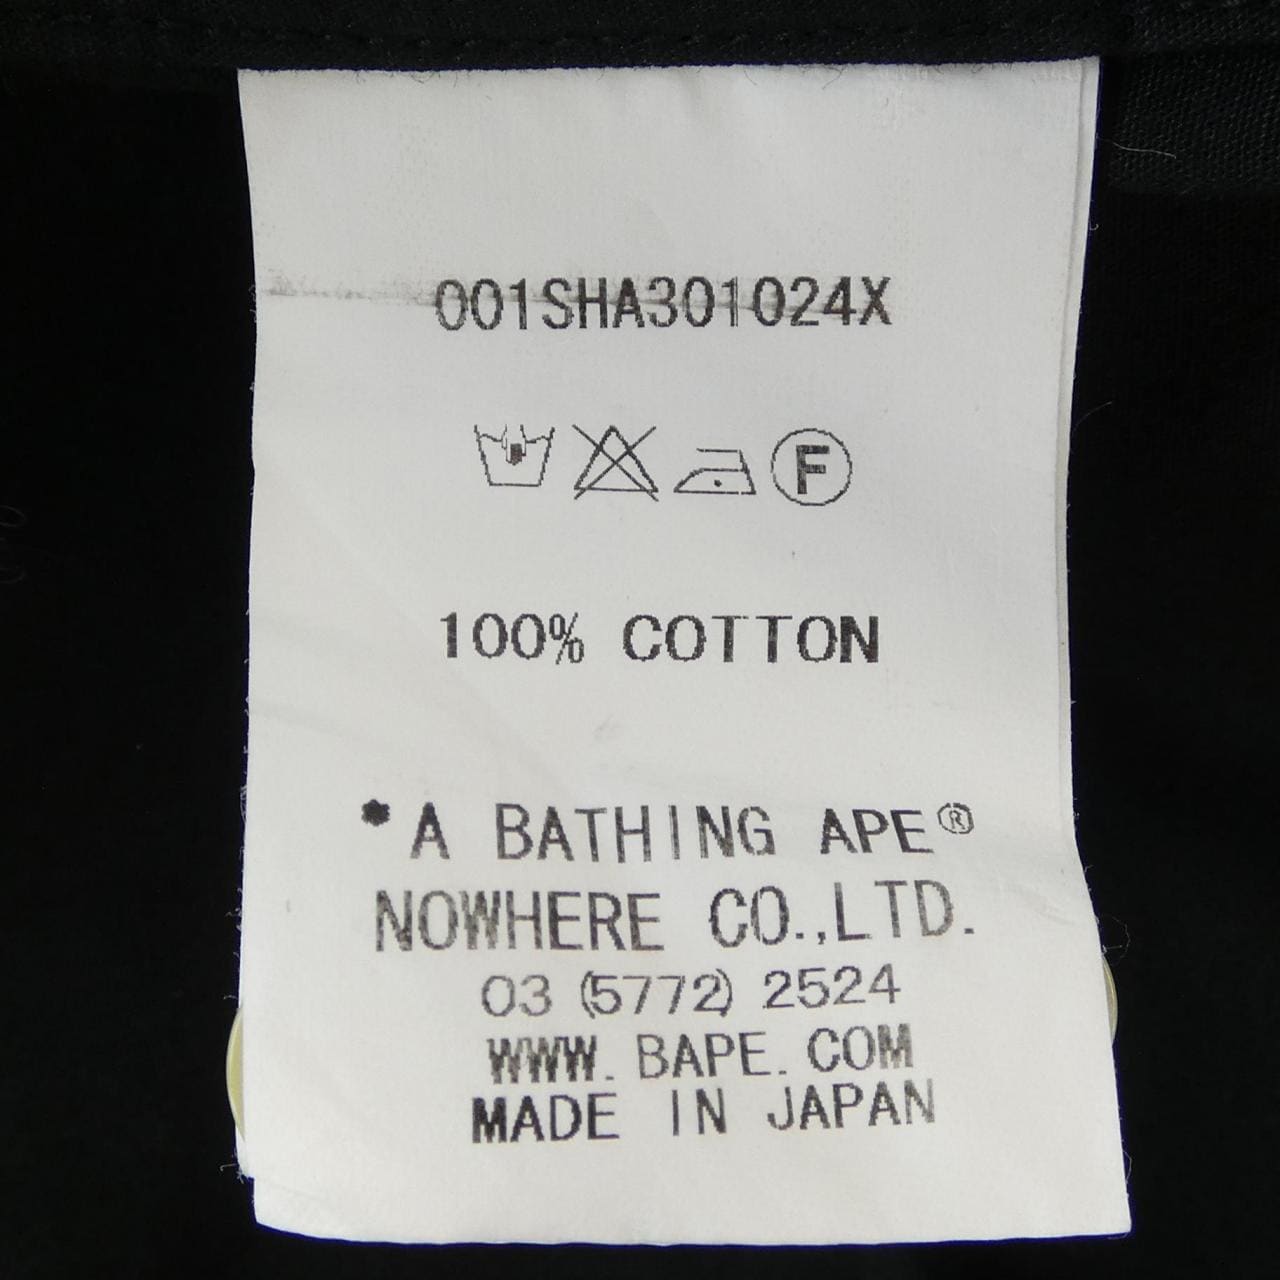 001SHA301024X
F
100% COTTON
*A BATHING APE®
NOWHERE CO.,LTD.
03 (5772) 2524
WWW. BAPE. COM
MADE IN JAPAN